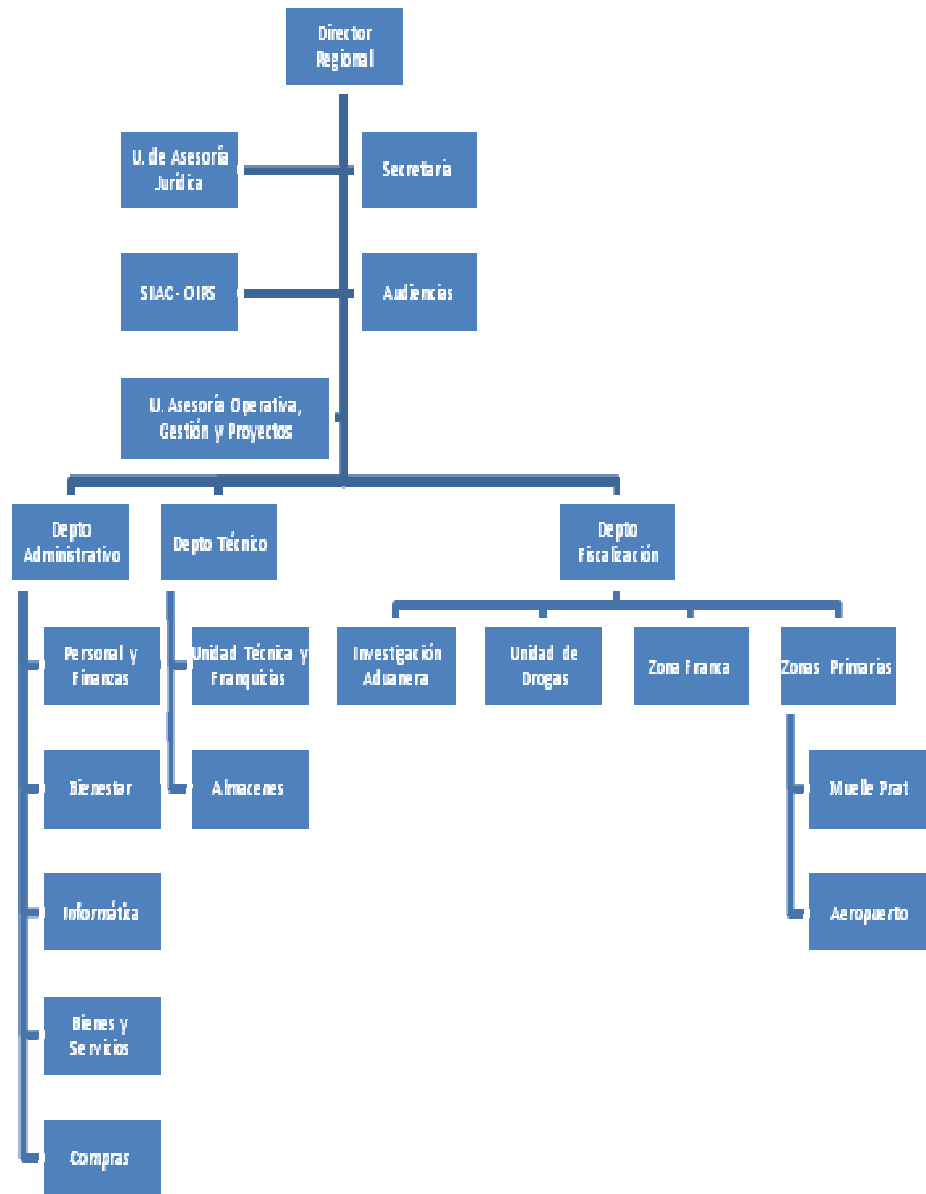 Director
Regional
U. de Asesoría
Jurídica
Secretaria
SIAC- OIRS
Audiencias
U. Asesoría Operativa,
Gestión y Proyectos
Depto
Administrativo
Depto Técnico
Depto
Fiscalización
Personal y
Finanzas
Unidad Técnica y
Franquicias
Investigación
Aduanera
Unidad de
Drogas
Zona Franca
Zonas Primarias
Bienestar
Almacenes
Muelle Prat
Informática
Aeropuerto
Bienes y
Servicios
Compras